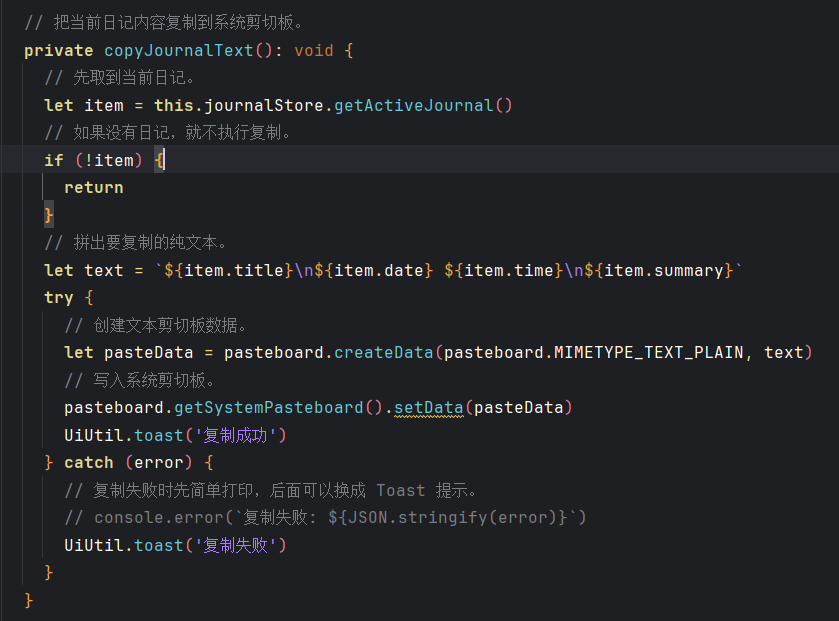 // 把当前日记内容复制到系统剪切板。
private copyJournalText(): void {
// 先取到当前日记。
let item = this.journalStore.getActiveJournal()
// 如果没有日记，就不执行复制。
if (!item) {
return
}
// 拼出要复制的纯文本。
let text = `${item.title}\n${item.date} ${item.time}\n${item.summary}`
try {
// 创建文本剪切板数据。
let pasteData = pasteboard.createData(pasteboard.MIMETYPE_TEXT_PLAIN, text)
// 写入系统剪切板。
pasteboard.getSystemPasteboard().setData(pasteData)
UiUtil.toast('复制成功')
} catch (error) {
// 复制失败时先简单打印，后面可以换成 Toast 提示。
// console.error(`复制失败: ${JSON.stringify(error)}`)
UiUtil.toast('复制失败')
}
}